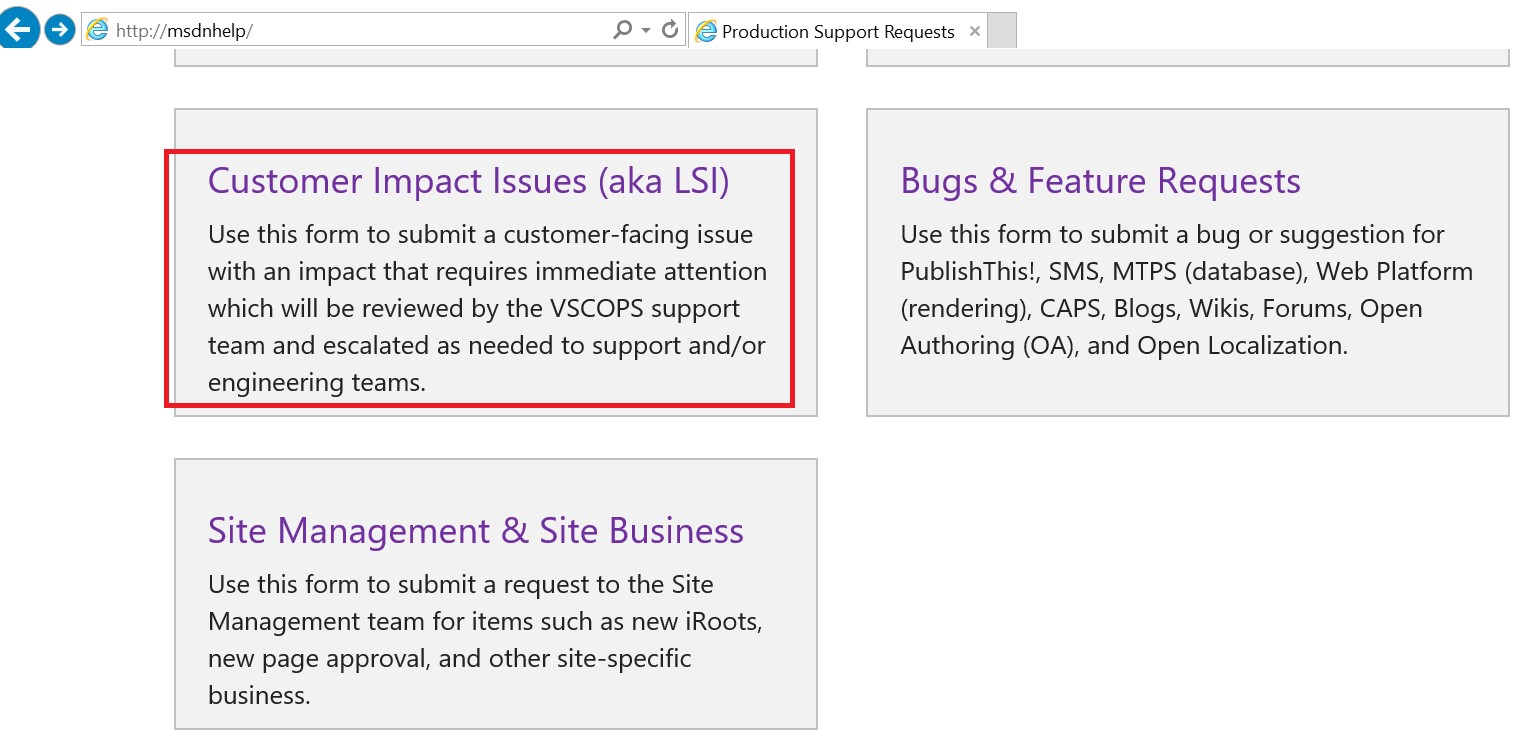 http://msdnhelp/
Production Support Requests
Customer Impact Issues (aka LSI)
Use this form to submit a customer-facing issue
with an impact that requires immediate attention
which will be reviewed by the VSCOPS support
team and escalated as needed to support and/or
engineering teams.
Bugs & Feature Requests
Use this form to submit a bug or suggestion for
PublishThis!, SMS, MTPS (database), Web Platform
(rendering), CAPS, Blogs, Wikis, Forums, Open
Authoring (OA), and Open Localization.
Site Management & Site Business
Use this form to submit a request to the Site
Management team for items such as new iRoots,
new page approval, and other site-specific
business.